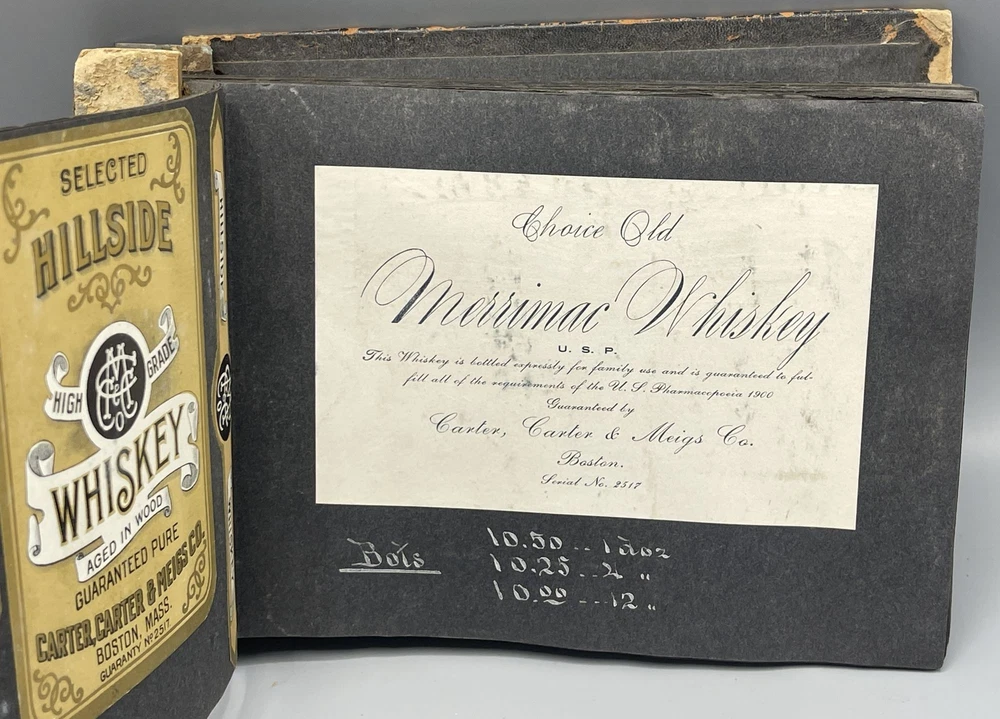 SELECTED
HILLSIDE
HIGH GRADE
WHISKEY
AGED IN WOOD
GUARANTEED PURE
CARTER, CARTER & MEIGS CO.
BOSTON, MASS.
GUARANTY No 2517
Choice Old
Merrimac Whiskey
U. S. P.
This Whiskey is bottled expressly for family use and is guaranteed to ful-
fill all of the requirements of the U. S. Pharmacopoeia 1900
Guaranteed by
Carter, Carter & Meigs Co.
Boston.
Serial No. 2517
Bots 10.50 .. 1 doz
10.25 .. 2 "
10.00 ... 12 "